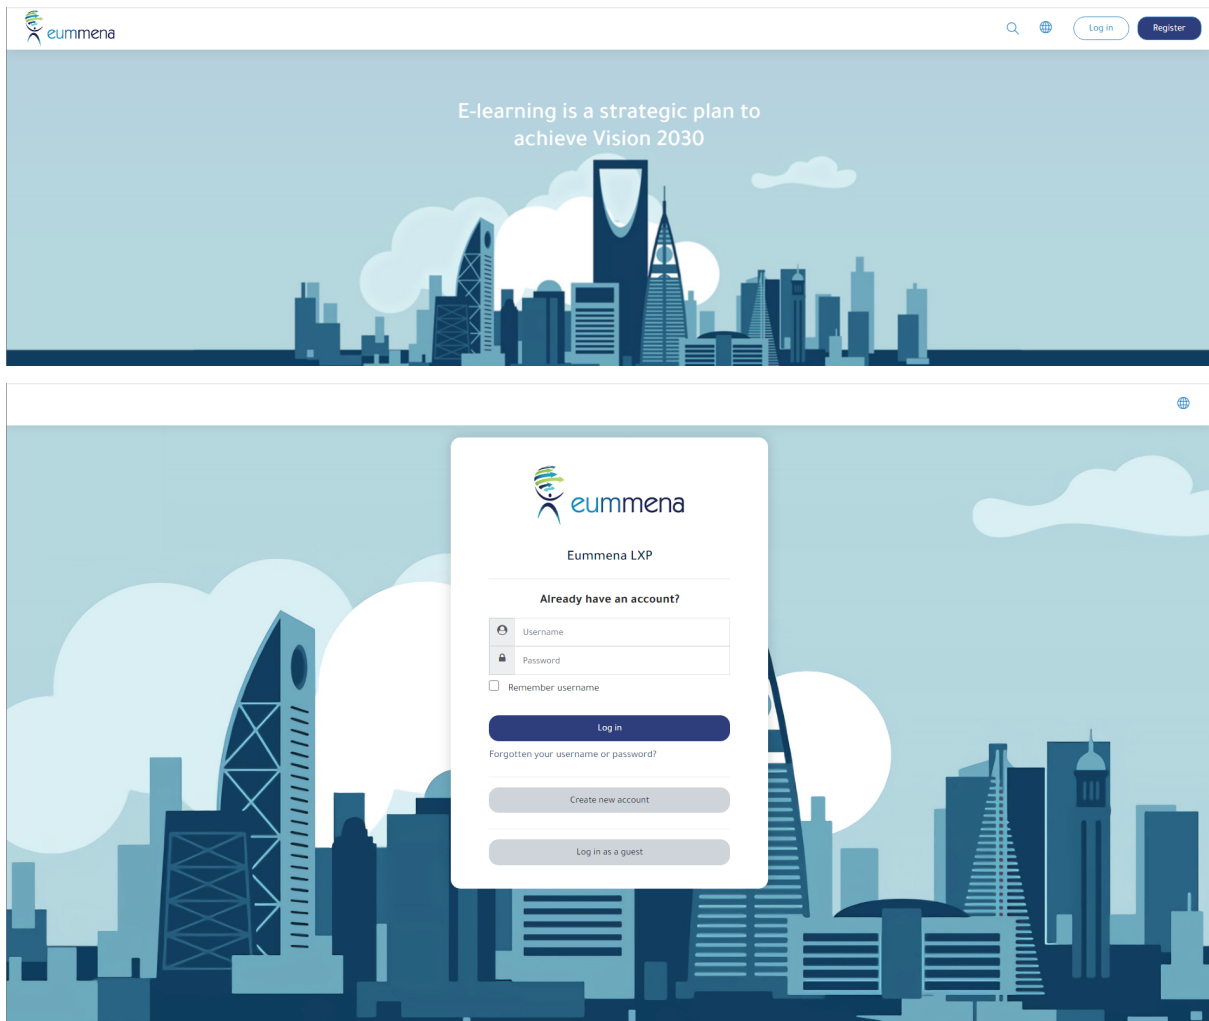 eummena
Log in
Register
E-learning is a strategic plan to
achieve Vision 2030
eummena
Eummena LXP
Already have an account?
Username
Password
Remember username
Log in
Forgotten your username or password?
Create new account
Log in as a guest